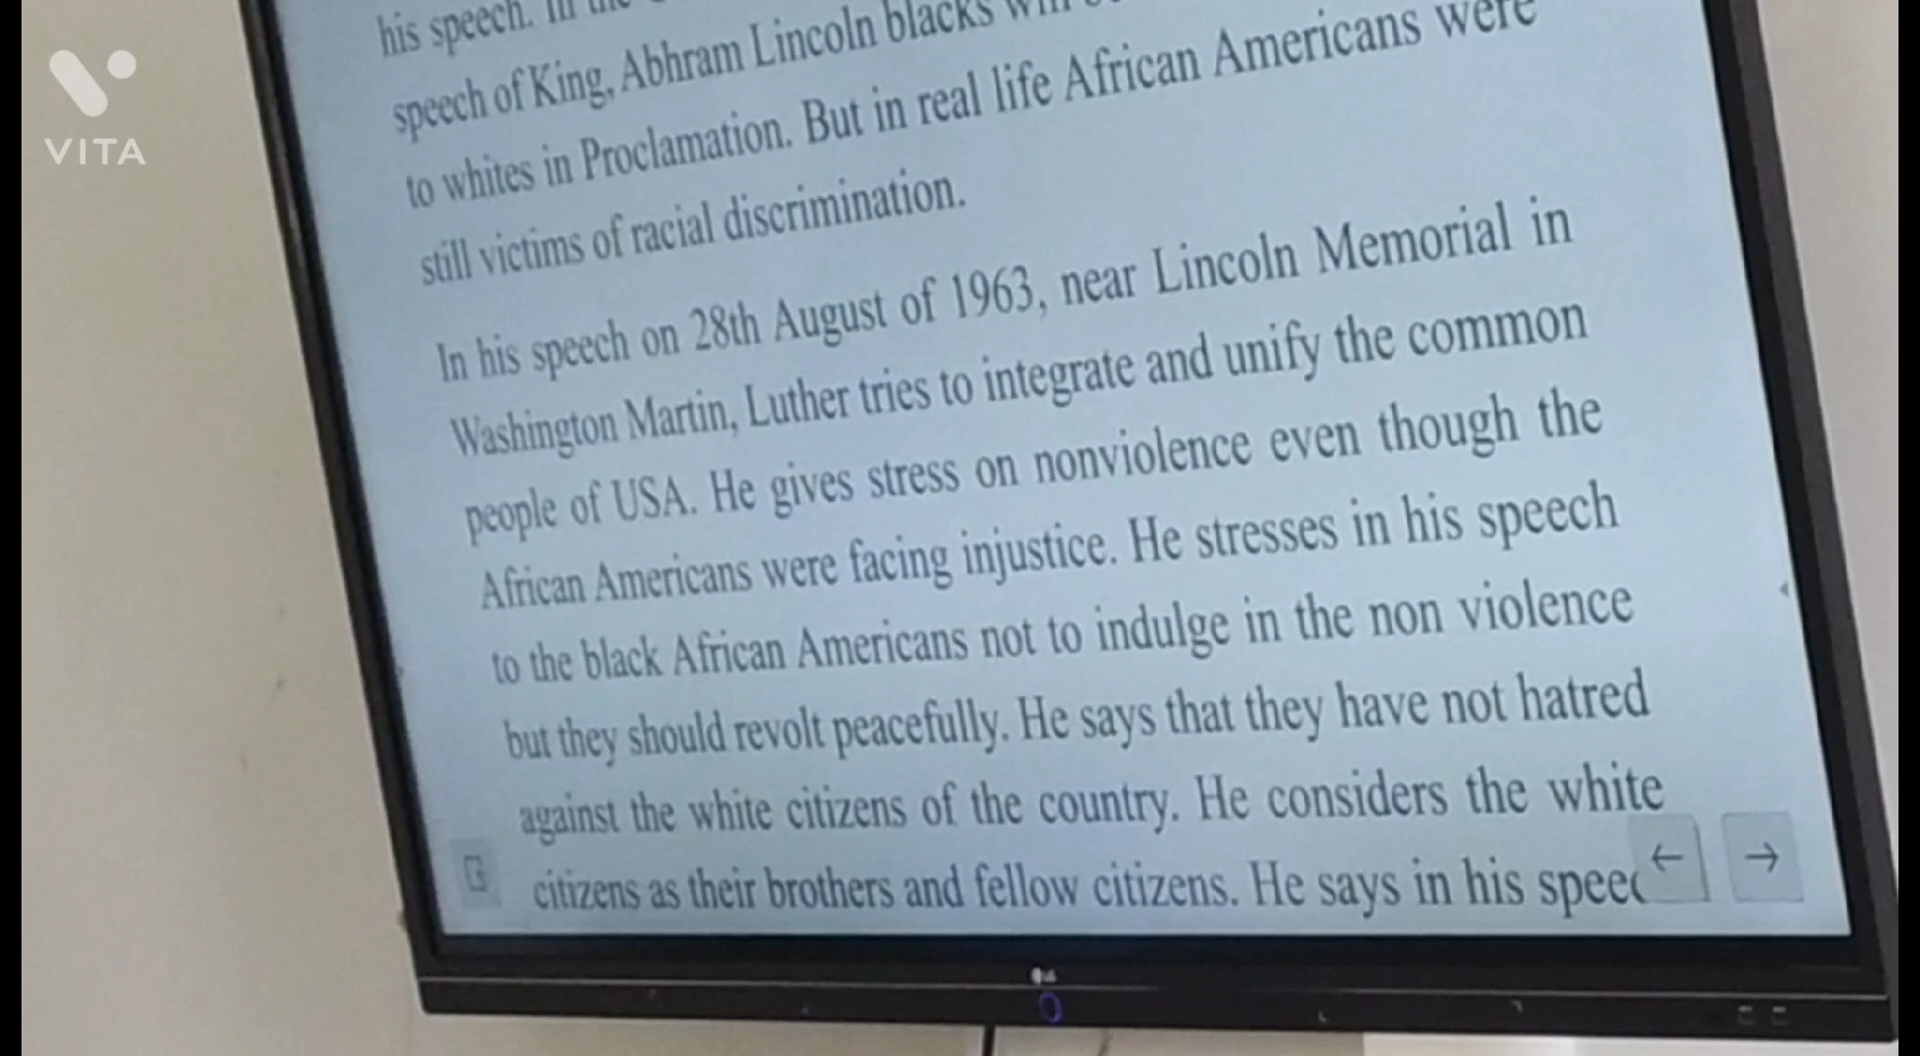 VITA
his speech. In the
speech of King, Abhram Lincoln blacks will
to whites in Proclamation. But in real life African Americans were
still victims of racial discrimination.
In his speech on 28th August of 1963, near Lincoln Memorial in
Washington Martin, Luther tries to integrate and unify the common
people of USA. He gives stress on nonviolence even though the
African Americans were facing injustice. He stresses in his speech
to the black African Americans not to indulge in the non violence
but they should revolt peacefully. He says that they have not hatred
against the white citizens of the country. He considers the white
citizens as their brothers and fellow citizens. He says in his speec